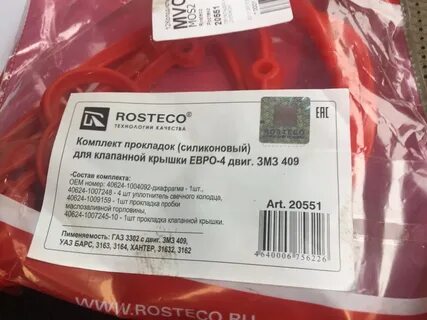 MVO
MOS2
20551
ROSTECO®
ТЕХНОЛОГИИ КАЧЕСТВА
EAC
Комплект прокладок (силиконовый)
для клапанной крышки ЕВРО-4 двиг. ЗМЗ 409
-Состав комплекта:
ОЕМ номер: 40624-1004092-диафрагма - 1шт.,
40624-1007248 - 4 шт уплотнитель свечного колодца,
40624-1009159 - 1шт прокладка пробки
маслозаливной горловины,
40624-1007245-10 - 1шт прокладка клапанной крышки.
Art. 20551
Применяемость: ГАЗ 3302 с двиг. ЗМЗ 409,
УАЗ БАРС, 3163, 3164, ХАНТЕР, 31632, 3162
4640006756226
WWW.ROSTECO.RU